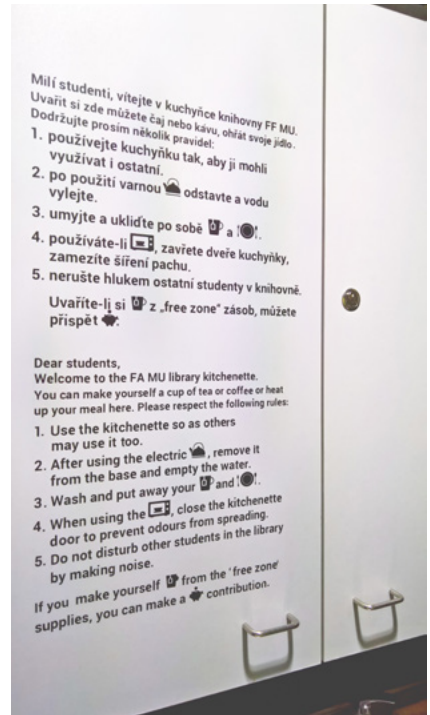 Milí studenti, vítejte v kuchyňce knihovny FF MU.
Uvařit si zde můžete čaj nebo kávu, ohřát svoje jídlo.
Dodržujte prosím několik pravidel:
1. používejte kuchyňku tak, aby ji mohli
využívat i ostatní.
2. po použití varnou odstavte a vodu
vylejte.
3. umyjte a ukliďte po sobě a .
4. používáte-li , zavřete dveře kuchyňky,
zamezíte šíření pachu.
5. nerušte hlukem ostatní studenty v knihovně.
Uvaříte-li si z „free zone“ zásob, můžete
přispět .
Dear students,
Welcome to the FA MU library kitchenette.
You can make yourself a cup of tea or coffee or heat
up your meal here. Please respect the following rules:
1. Use the kitchenette so as others
may use it too.
2. After using the electric , remove it
from the base and empty the water.
3. Wash and put away your and .
4. When using the , close the kitchenette
door to prevent odours from spreading.
5. Do not disturb other students in the library
by making noise.
If you make yourself from the 'free zone'
supplies, you can make a contribution.